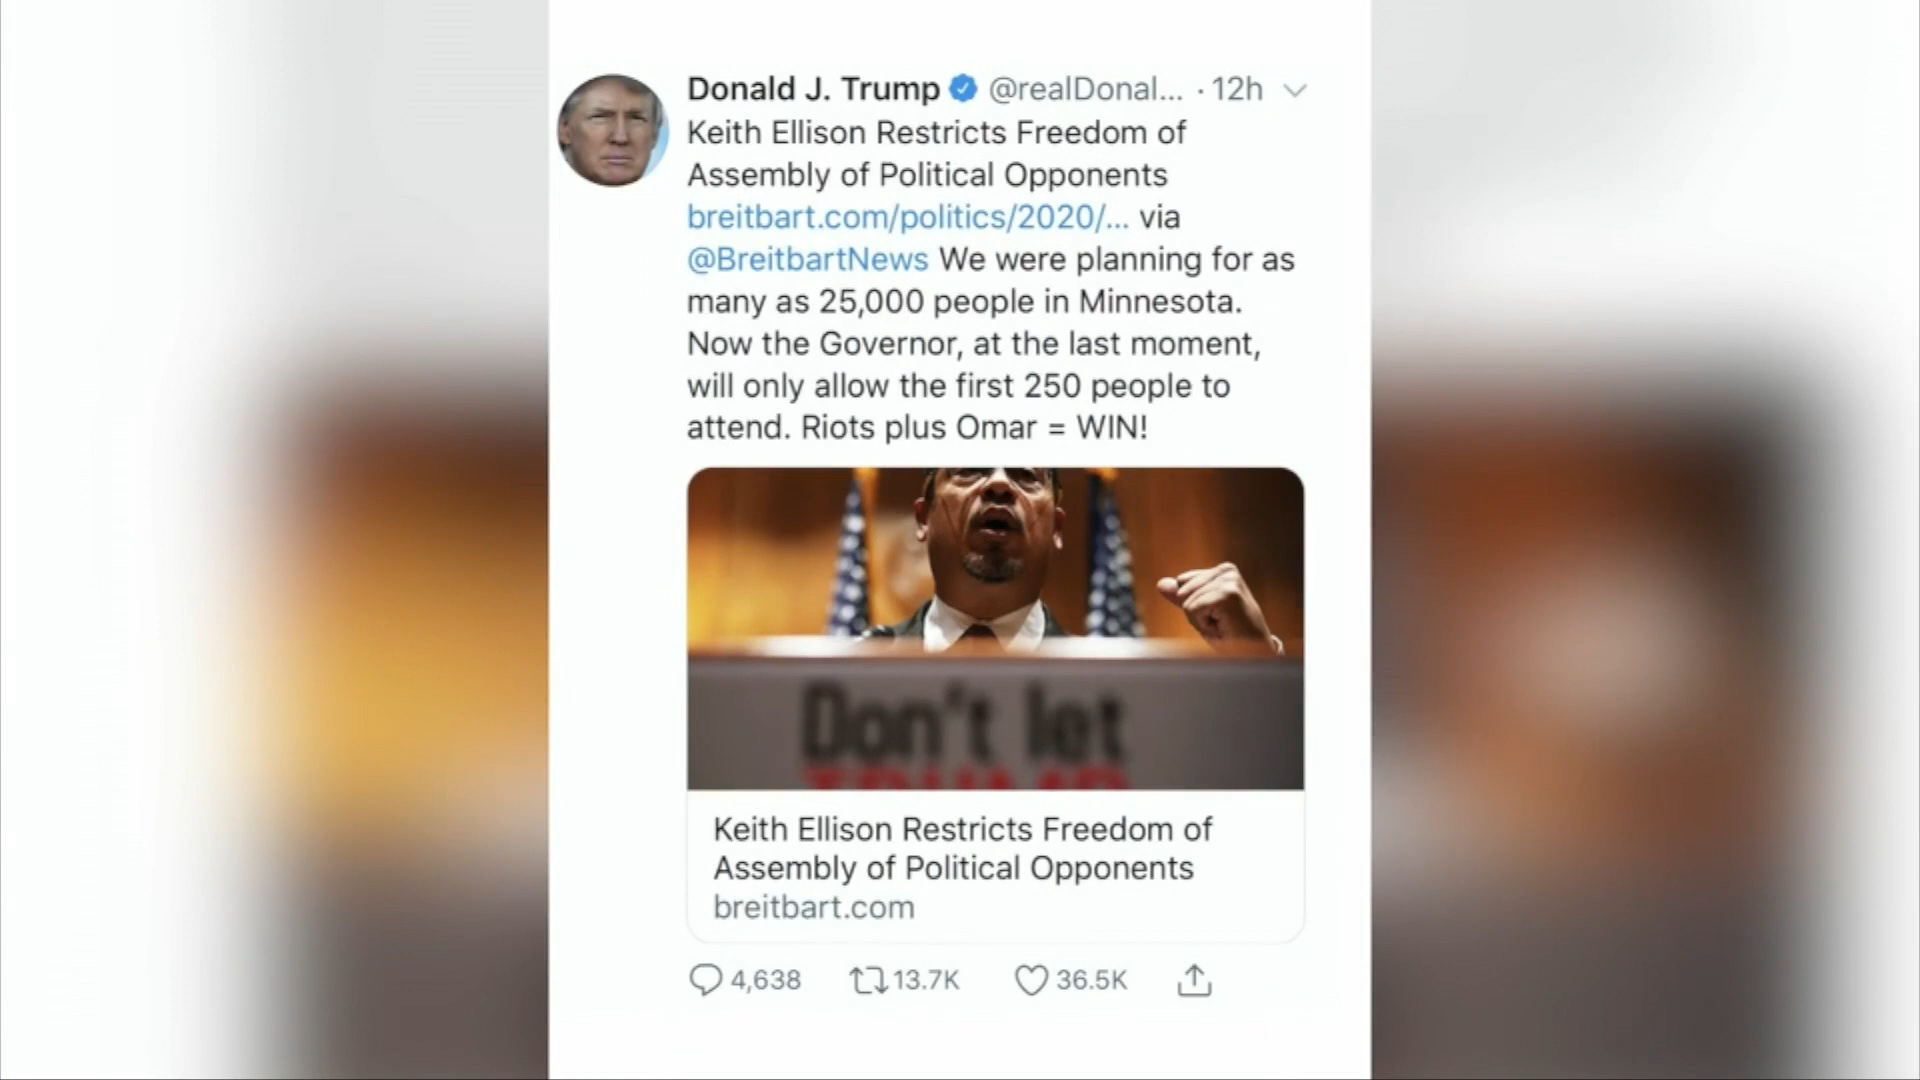 Donald J. Trump @realDonal... · 12h
Keith Ellison Restricts Freedom of
Assembly of Political Opponents
breitbart.com/politics/2020/... via
@BreitbartNews We were planning for as
many as 25,000 people in Minnesota.
Now the Governor, at the last moment,
will only allow the first 250 people to
attend. Riots plus Omar = WIN!
Don't let
TRUMP
Keith Ellison Restricts Freedom of
Assembly of Political Opponents
breitbart.com
4,638 13.7K 36.5K